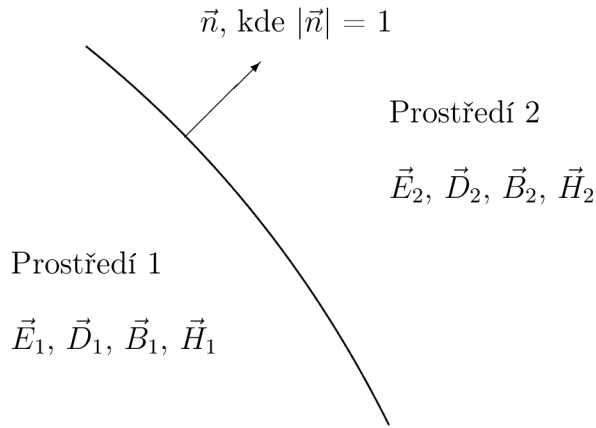 n⃗, kde |n⃗| = 1
Prostředí 2
E⃗₂, D⃗₂, B⃗₂, H⃗₂
Prostředí 1
E⃗₁, D⃗₁, B⃗₁, H⃗₁